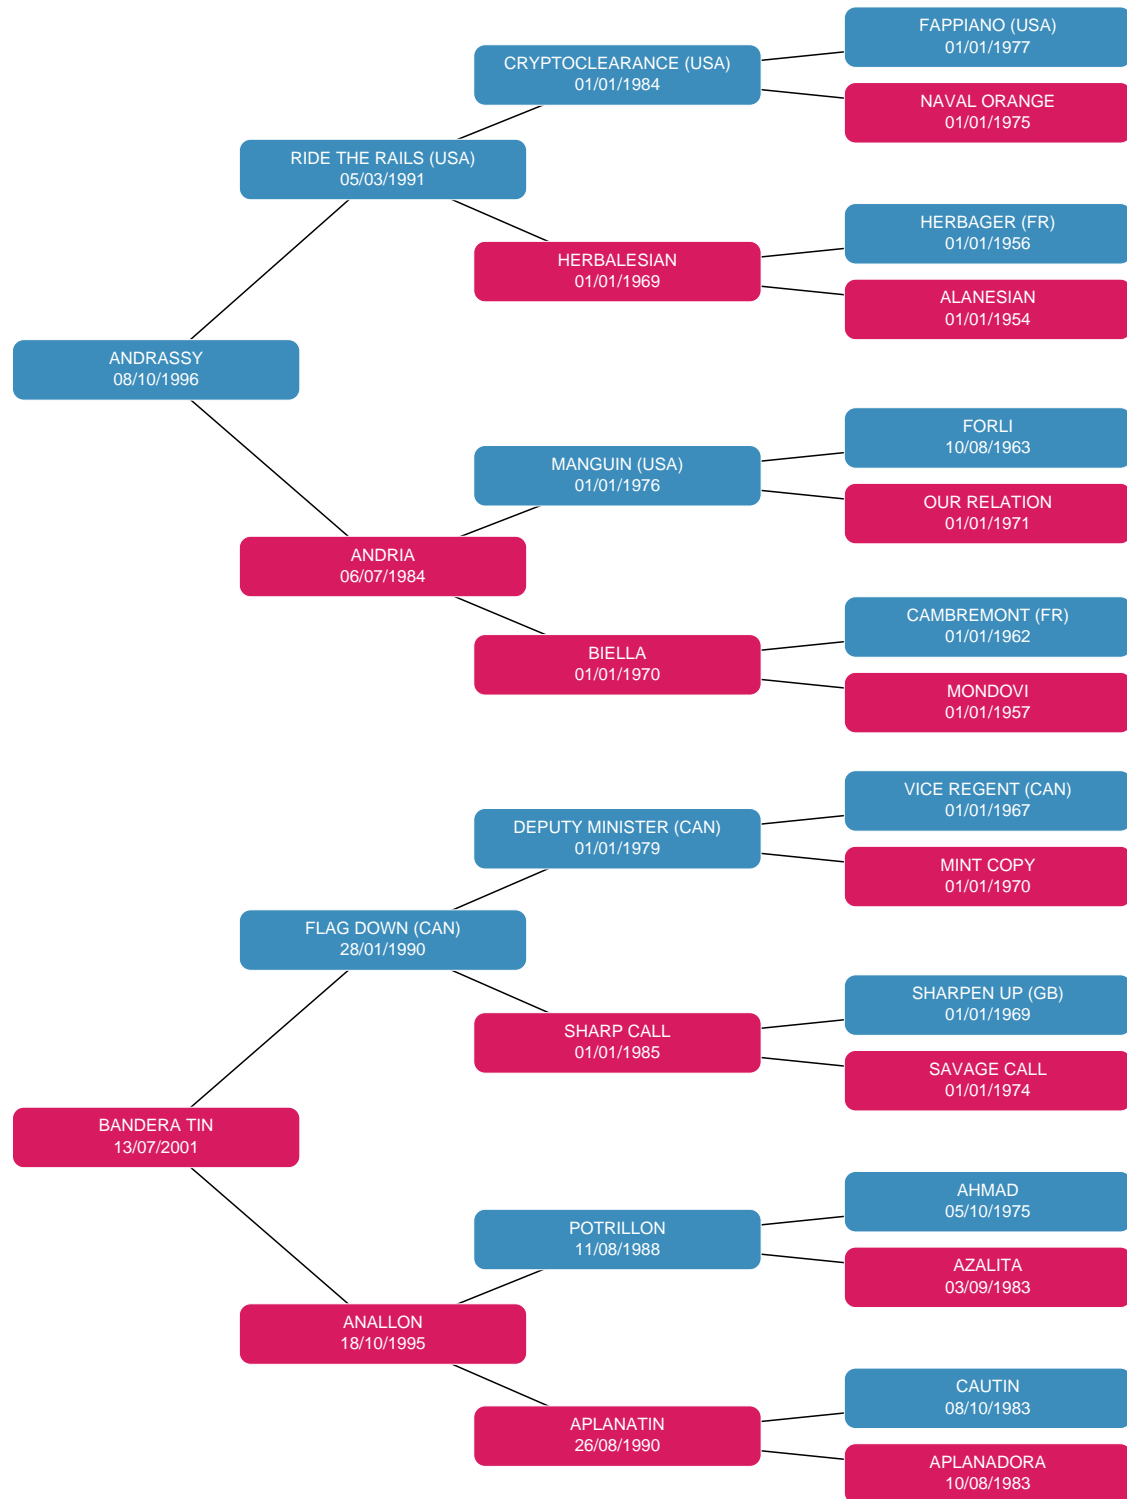 FAPPIANO (USA)
01/01/1977
CRYPTOCLEARANCE (USA)
01/01/1984
NAVAL ORANGE
01/01/1975
RIDE THE RAILS (USA)
05/03/1991
HERBAGER (FR)
01/01/1956
HERBALESIAN
01/01/1969
ALANESIAN
01/01/1954
ANDRASSY
08/10/1996
FORLI
10/08/1963
MANGUIN (USA)
01/01/1976
OUR RELATION
01/01/1971
ANDRIA
06/07/1984
CAMBREMONT (FR)
01/01/1962
BIELLA
01/01/1970
MONDOVI
01/01/1957
VICE REGENT (CAN)
01/01/1967
DEPUTY MINISTER (CAN)
01/01/1979
MINT COPY
01/01/1970
FLAG DOWN (CAN)
28/01/1990
SHARPEN UP (GB)
01/01/1969
SHARP CALL
01/01/1985
SAVAGE CALL
01/01/1974
BANDERA TIN
13/07/2001
AHMAD
05/10/1975
POTRILLON
11/08/1988
AZALITA
03/09/1983
ANALLON
18/10/1995
CAUTIN
08/10/1983
APLANATIN
26/08/1990
APLANADORA
10/08/1983